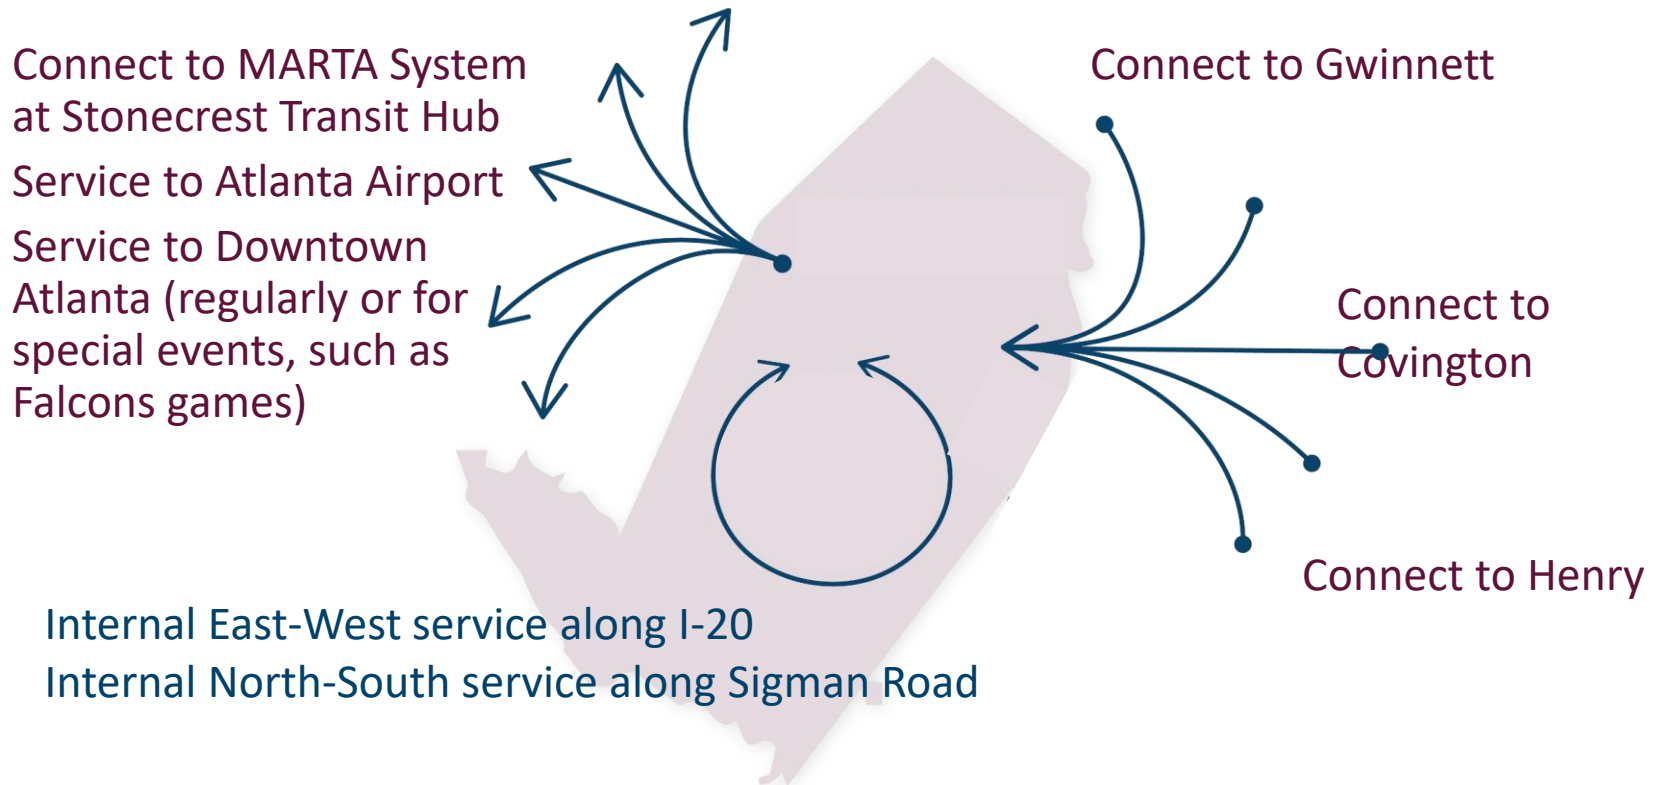 Connect to MARTA System
at Stonecrest Transit Hub
Service to Atlanta Airport
Service to Downtown
Atlanta (regularly or for
special events, such as
Falcons games)
Connect to Gwinnett
Connect to
Covington
Connect to Henry
Internal East-West service along I-20
Internal North-South service along Sigman Road